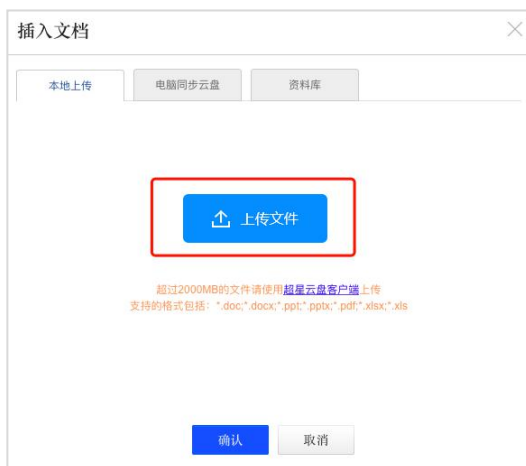 插入文档
本地上传 电脑同步云盘 资料库
上传文件
超过2000MB的文件请使用超星云盘客户端上传
支持的格式包括：*.doc;*.docx;*.ppt;*.pptx;*.pdf;*.xlsx;*.xls
确认 取消